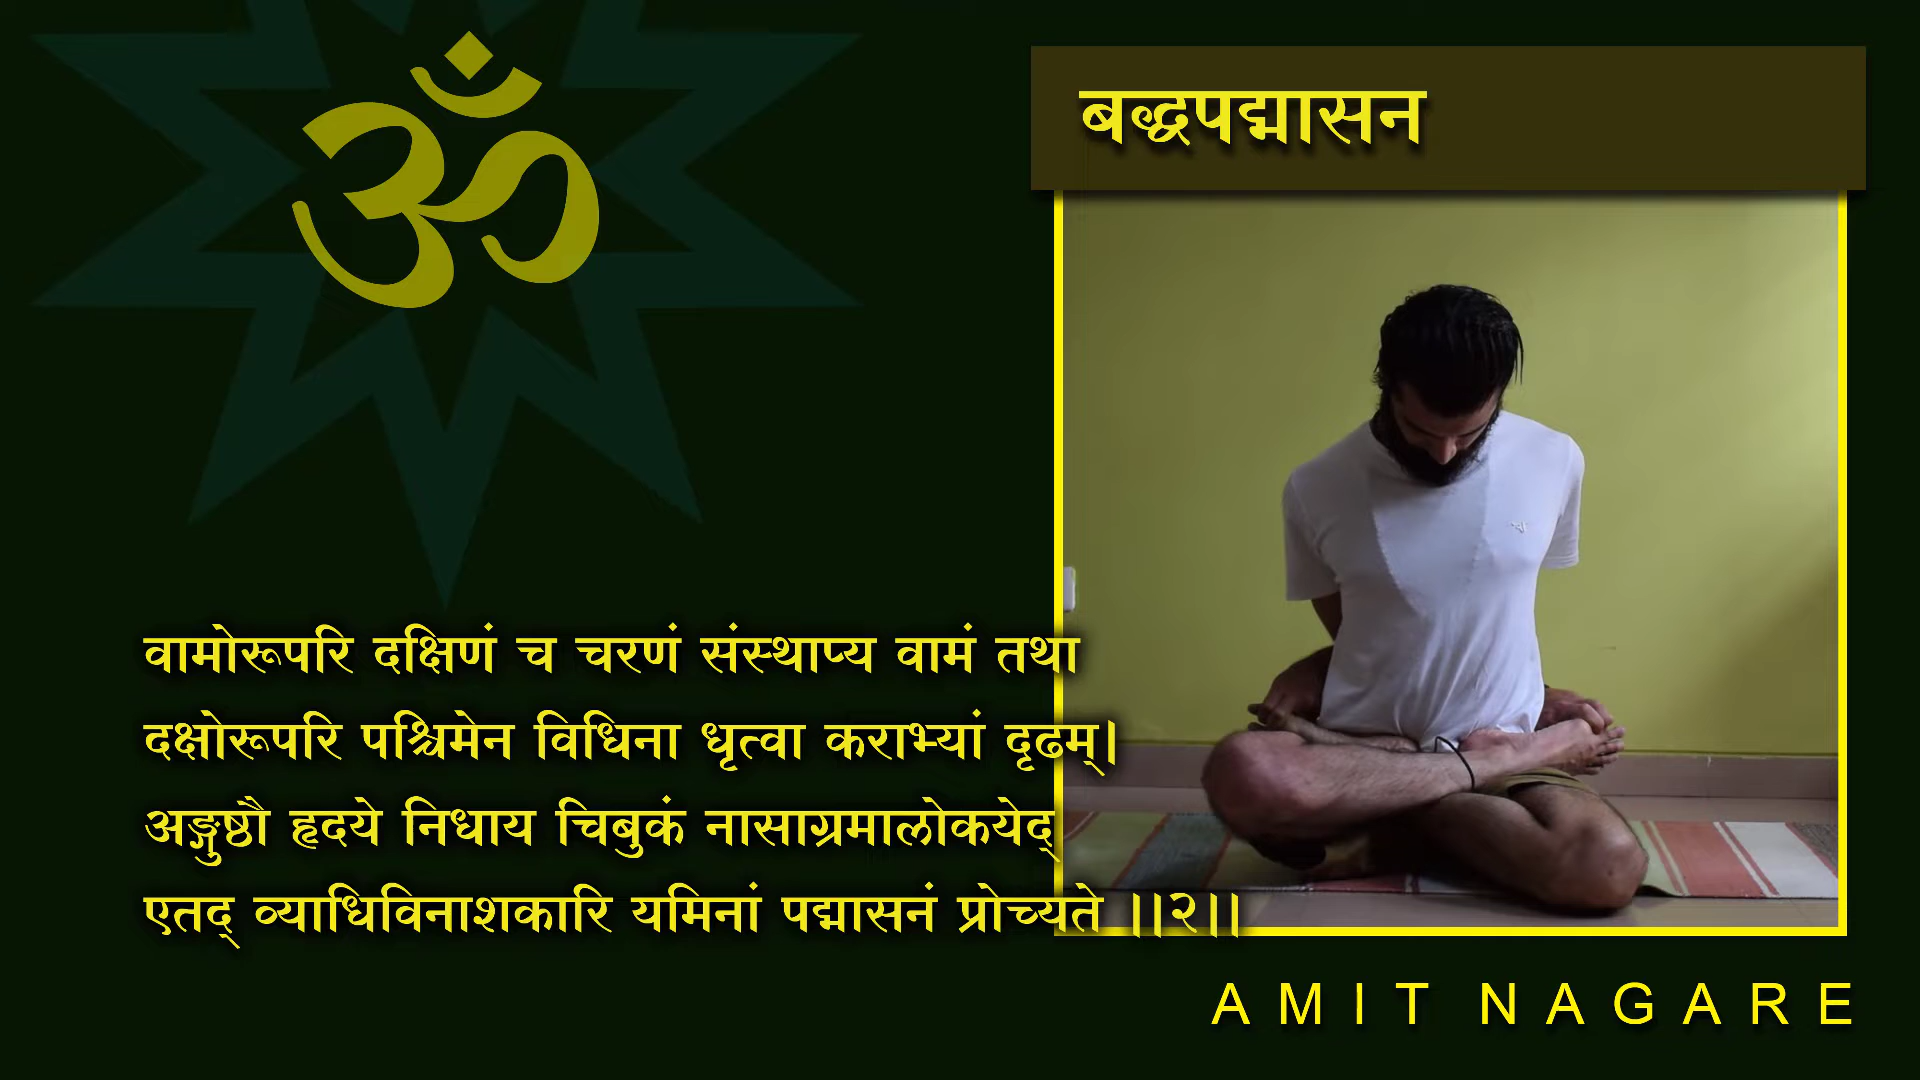 ॐ
बद्धपद्मासन
वामोरूपरि दक्षिणं च चरणं संस्थाप्य वामं तथा
दक्षोरूपरि पश्चिमेन विधिना धृत्वा कराभ्यां दृढम्।
अङ्गुष्ठौ हृदये निधाय चिबुकं नासाग्रमालोकयेद्
एतद् व्याधिविनाशकारि यमिनां पद्मासनं प्रोच्यते ।।२।।
AMIT NAGARE